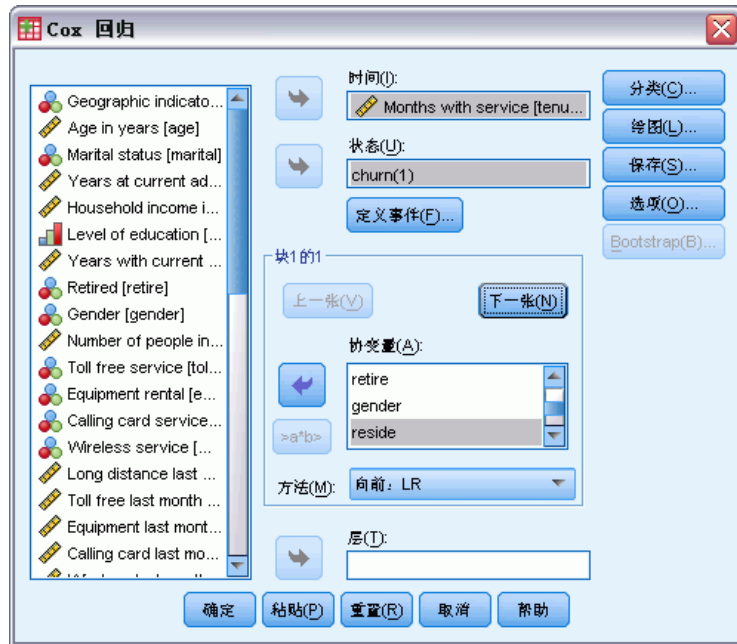 Cox 回归
Geographic indicato...
Age in years [age]
Marital status [marital]
Years at current ad...
Household income i...
Level of education [...
Years with current ...
Retired [retire]
Gender [gender]
Number of people in...
Toll free service [tol...
Equipment rental [e...
Calling card service...
Wireless service [...
Long distance last ...
Toll free last month ...
Equipment last mont...
Calling card last mo...
时间(I):
Months with service [tenu...
状态(U):
churn(1)
定义事件(F)...
块1 的1
上一张(V)
下一张(N)
协变量(A):
retire
gender
reside
>a*b>
方法(M):
向前: LR
层(T):
分类(C)...
绘图(L)...
保存(S)...
选项(O)...
Bootstrap(B)...
确定
粘贴(P)
重置(R)
取消
帮助